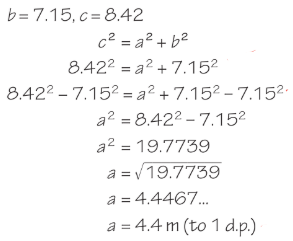 b = 7.15, c = 8.42
c² = a² + b²
8.42² = a² + 7.15²
8.42² − 7.15² = a² + 7.15² − 7.15²
a² = 8.42² − 7.15²
a² = 19.7739
a = √19.7739
a = 4.4467...
a = 4.4 m (to 1 d.p.)